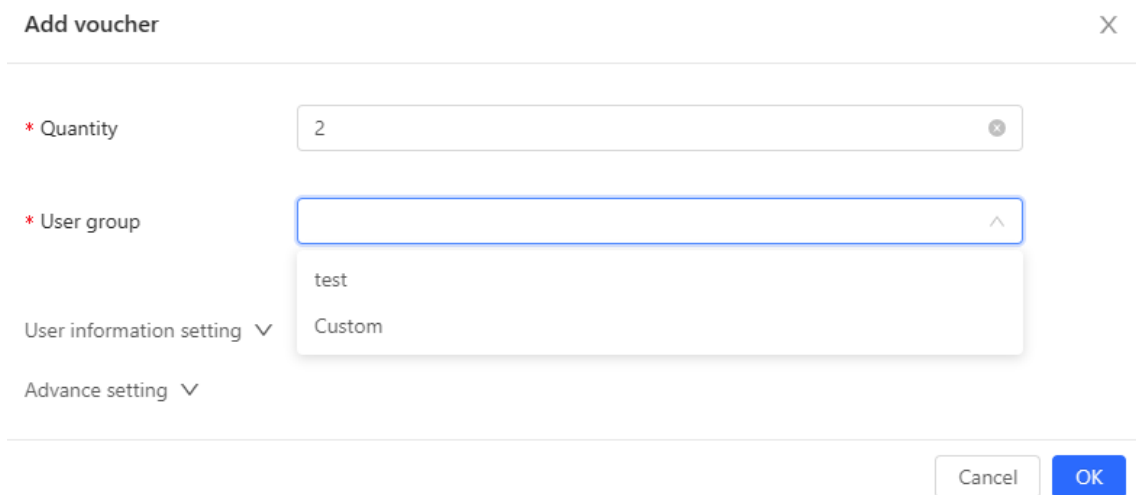 Add voucher
* Quantity
2
* User group
test
Custom
User information setting
Advance setting
Cancel
OK